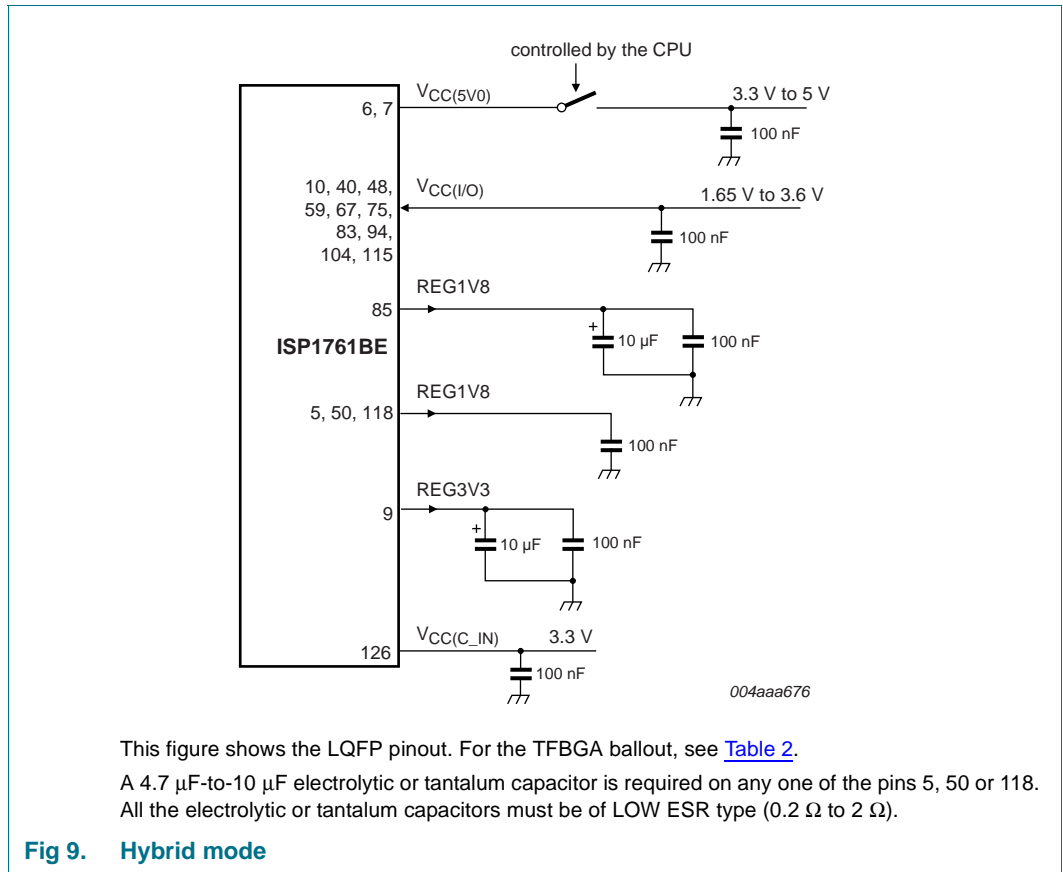 controlled by the CPU
6, 7
VCC(5V0)
3.3 V to 5 V
100 nF
10, 40, 48,
59, 67, 75,
83, 94,
104, 115
VCC(I/O)
1.65 V to 3.6 V
100 nF
85
REG1V8
+
10 µF
100 nF
ISP1761BE
5, 50, 118
REG1V8
100 nF
9
REG3V3
+
10 µF
100 nF
126
VCC(C_IN)
3.3 V
100 nF
004aaa676
This figure shows the LQFP pinout. For the TFBGA ballout, see Table 2.
A 4.7 μF-to-10 μF electrolytic or tantalum capacitor is required on any one of the pins 5, 50 or 118.
All the electrolytic or tantalum capacitors must be of LOW ESR type (0.2 Ω to 2 Ω).
Fig 9. Hybrid mode